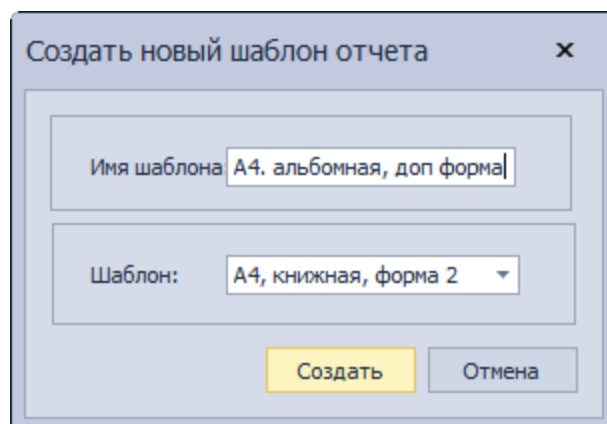 Создать новый шаблон отчета
Имя шаблона: А4. альбомная, доп форма
Шаблон: А4, книжная, форма 2
Создать Отмена